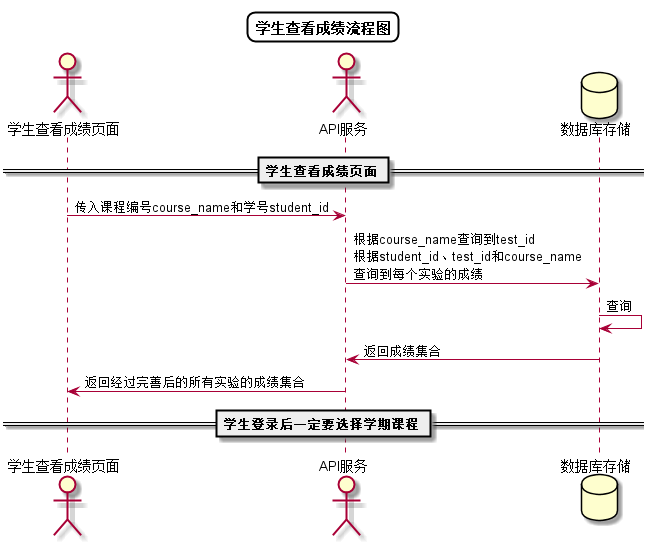 学生查看成绩流程图
学生查看成绩页面
API服务
数据库存储
学生查看成绩页面
传入课程编号course_name和学号student_id
根据course_name查询到test_id
根据student_id、test_id和course_name
查询到每个实验的成绩
查询
返回成绩集合
返回经过完善后的所有实验的成绩集合
学生登录后一定要选择学期课程
学生查看成绩页面
API服务
数据库存储